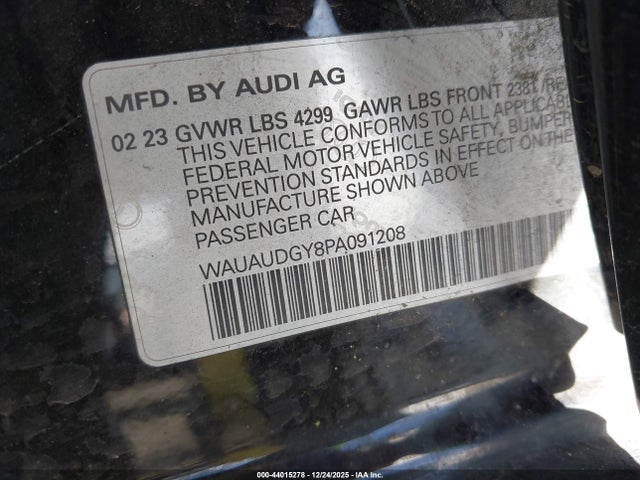 MFD. BY AUDI AG
02 23 GVWR LBS 4299 GAWR LBS FRONT 2381
THIS VEHICLE CONFORMS TO ALL APPLICAB
FEDERAL MOTOR VEHICLE SAFETY, BUMPER
PREVENTION STANDARDS IN EFFECT ON THE
MANUFACTURE SHOWN ABOVE
PASSENGER CAR
WAUAUDGY8PA091208
000-44015278 - 12/24/2025 - IAA Inc.